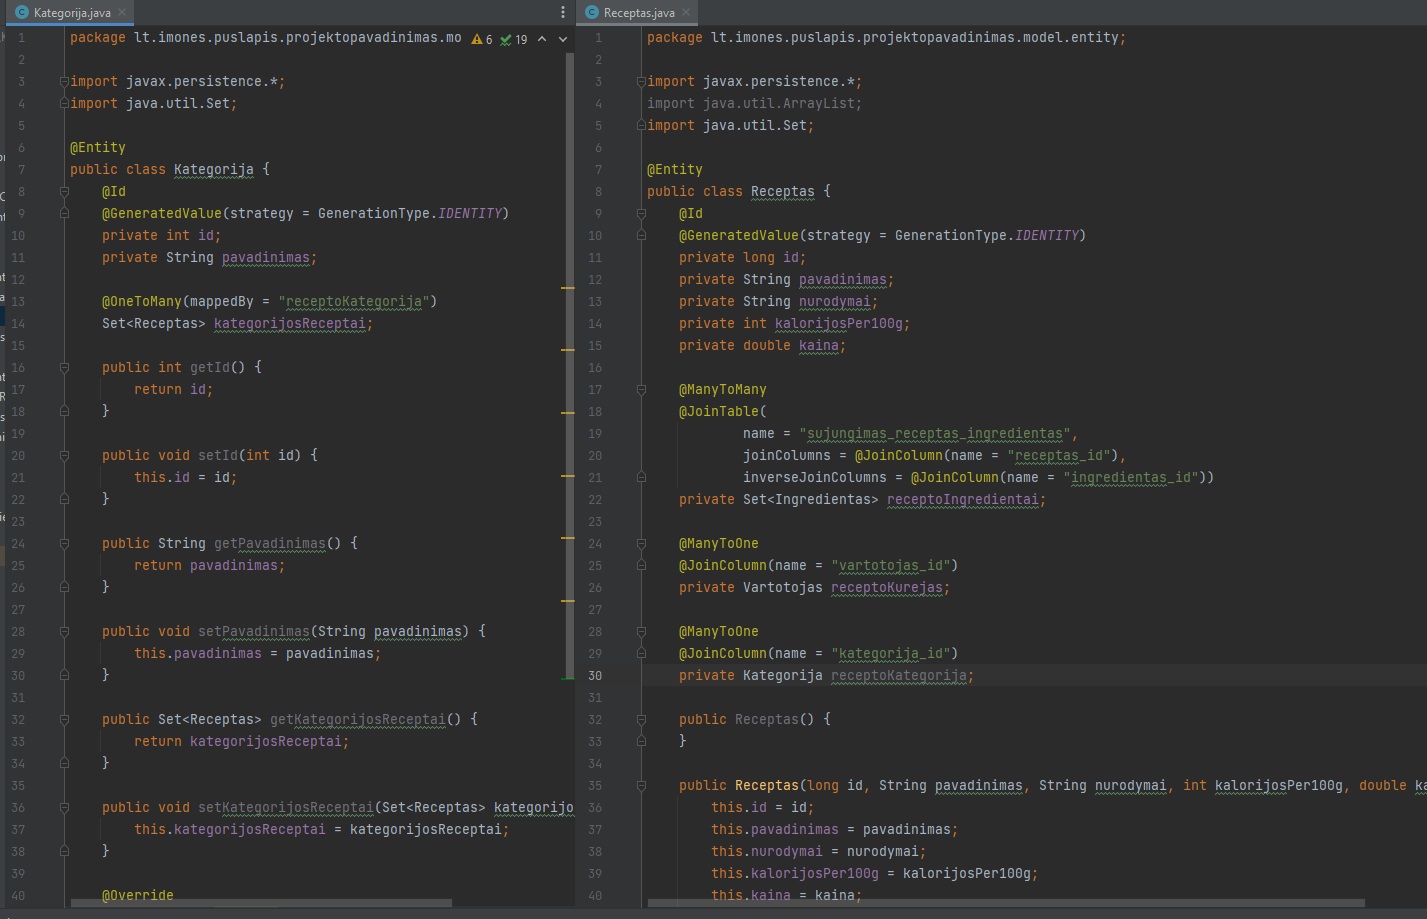 Kategorija.java
package lt.imones.puslapis.projektopavadinimas.mo 6 19
1
2
3 import javax.persistence.*;
4 import java.util.Set;
5
6 @Entity
7 public class Kategorija {
8 @Id
9 @GeneratedValue(strategy = GenerationType.IDENTITY)
10 private int id;
11 private String pavadinimas;
12
13 @OneToMany(mappedBy = "receptoKategorija")
14 Set<Receptas> kategorijosReceptai;
15
16 public int getId() {
17 return id;
18 }
19
20 public void setId(int id) {
21 this.id = id;
22 }
23
24 public String getPavadinimas() {
25 return pavadinimas;
26 }
27
28 public void setPavadinimas(String pavadinimas) {
29 this.pavadinimas = pavadinimas;
30 }
31
32 public Set<Receptas> getKategorijosReceptai() {
33 return kategorijosReceptai;
34 }
35
36 public void setKategorijosReceptai(Set<Receptas> kategorijo
37 this.kategorijosReceptai = kategorijosReceptai;
38 }
39
40 @Override
Receptas.java
1 package lt.imones.puslapis.projektopavadinimas.model.entity;
2
3 import javax.persistence.*;
4 import java.util.ArrayList;
5 import java.util.Set;
6
7 @Entity
8 public class Receptas {
9 @Id
10 @GeneratedValue(strategy = GenerationType.IDENTITY)
11 private long id;
12 private String pavadinimas;
13 private String nurodymai;
14 private int kalorijosPer100g;
15 private double kaina;
16
17 @ManyToMany
18 @JoinTable(
19 name = "sujungimas_receptas_ingredientas",
20 joinColumns = @JoinColumn(name = "receptas_id"),
21 inverseJoinColumns = @JoinColumn(name = "ingredientas_id"))
22 private Set<Ingredientas> receptoIngredientai;
23
24 @ManyToOne
25 @JoinColumn(name = "vartotojas_id")
26 private Vartotojas receptoKurejas;
27
28 @ManyToOne
29 @JoinColumn(name = "kategorija_id")
30 private Kategorija receptoKategorija;
31
32 public Receptas() {
33 }
34
35 public Receptas(long id, String pavadinimas, String nurodymai, int kalorijosPer100g, double ka
36 this.id = id;
37 this.pavadinimas = pavadinimas;
38 this.nurodymai = nurodymai;
39 this.kalorijosPer100g = kalorijosPer100g;
40 this.kaina = kaina;